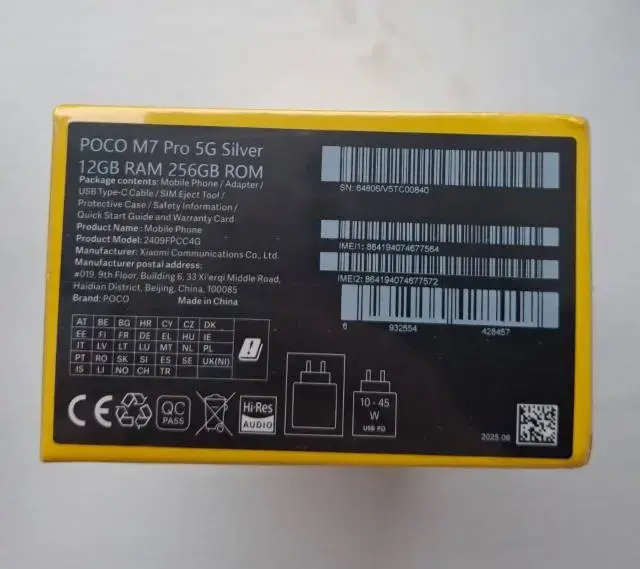 POCO M7 Pro 5G Silver
12GB RAM 256GB ROM
Package contents: Mobile Phone / Adapter /
USB Type-C Cable / SIM Eject Tool /
Protective Case / Safety Information /
Quick Start Guide and Warranty Card
Product Name: Mobile Phone
Product Model: 2409FPCC4G
Manufacturer: Xiaomi Communications Co., Ltd.
Manufacturer postal address:
#019, 9th Floor, Building 6, 33 Xi'erqi Middle Road,
Haidian District, Beijing, China, 100085
Brand: POCO Made in China
SN: 64806/V5TC00840
IMEI1: 864194074677564
IMEI2: 864194074677572
6 932554 428457
AT BE BG HR CY CZ DK
EE FI FR DE EL HU IE
IT LV LT LU MT NL PL
PT RO SK SI ES SE UK(NI)
IS LI NO CH TR
CE
QC
PASS
Hi-Res
AUDIO
10 - 45
W
USB PD
2025.08